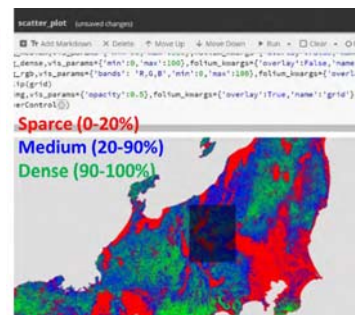 scatter_plot (unsaved changes)
Add Markdown Delete Move Up Move Down Run Clear
_dense,vis_params={'min':0,'max':100},folium_kwargs={'overlay':False,'name
_rgb,vis_params={'bands': 'R,G,B','min':0,'max':100},folium_kwargs={'overl
ip(grid)
mg,vis_params={'opacity':0.5},folium_kwargs={'overlay':True,'name':'grid'}
erControl())
Sparce (0-20%)
Medium (20-90%)
Dense (90-100%)